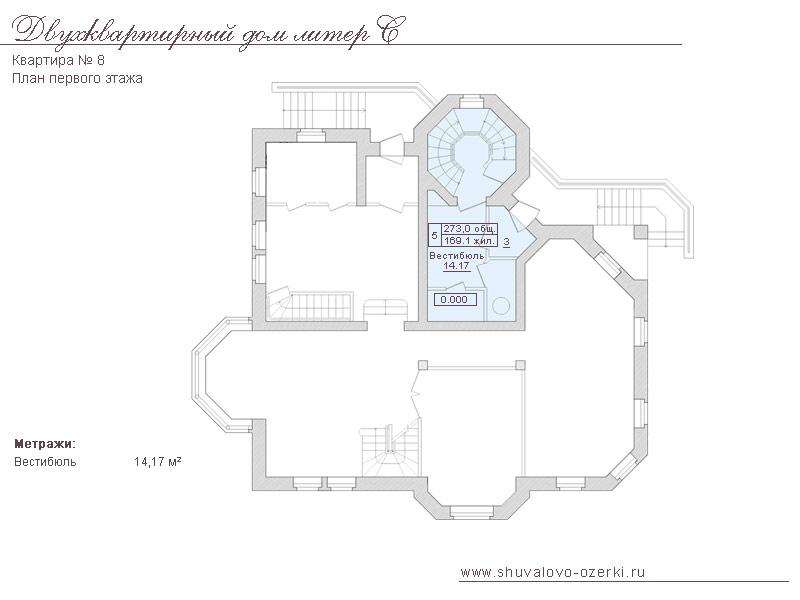 Двухквартирный дом литер С
Квартира № 8
План первого этажа
5
273,0 общ.
169.1 жил.
3
Вестибюль
14.17
0.000
Метражи:
Вестибюль 14,17 м²
www.shuvalovo-ozerki.ru